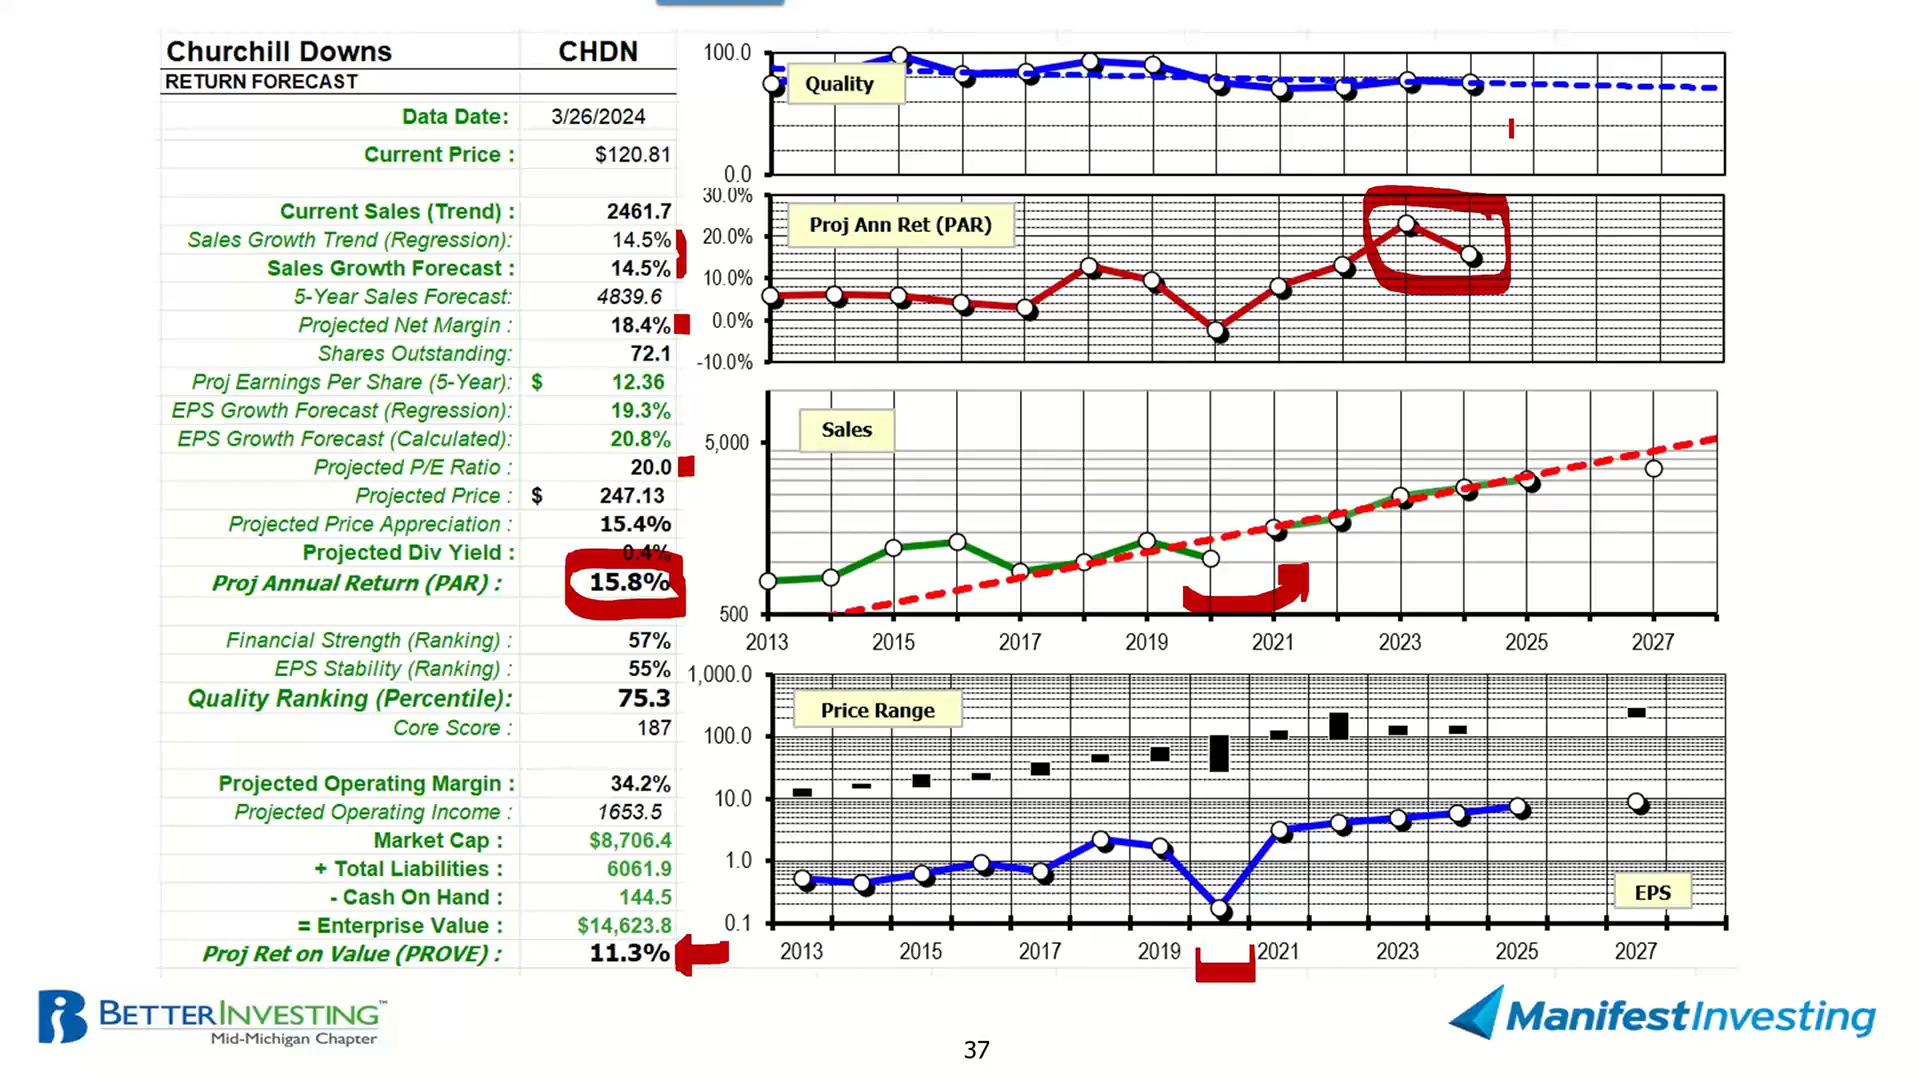 Churchill Downs CHDN
RETURN FORECAST
Data Date: 3/26/2024
Current Price : $120.81
Current Sales (Trend) : 2461.7
Sales Growth Trend (Regression): 14.5%
Sales Growth Forecast : 14.5%
5-Year Sales Forecast: 4839.6
Projected Net Margin : 18.4%
Shares Outstanding: 72.1
Proj Earnings Per Share (5-Year): $ 12.36
EPS Growth Forecast (Regression): 19.3%
EPS Growth Forecast (Calculated): 20.8%
Projected P/E Ratio : 20.0
Projected Price : $ 247.13
Projected Price Appreciation : 15.4%
Projected Div Yield : 0.4%
Proj Annual Return (PAR) : 15.8%
Financial Strength (Ranking) : 57%
EPS Stability (Ranking) : 55%
Quality Ranking (Percentile): 75.3
Core Score : 187
Projected Operating Margin : 34.2%
Projected Operating Income : 1653.5
Market Cap : $8,706.4
+ Total Liabilities : 6061.9
- Cash On Hand : 144.5
= Enterprise Value : $14,623.8
Proj Ret on Value (PROVE) : 11.3%
100.0
Quality
0.0
30.0%
Proj Ann Ret (PAR)
20.0%
10.0%
0.0%
-10.0%
Sales
5,000
500
2013 2015 2017 2019 2021 2023 2025 2027
1,000.0
Price Range
100.0
10.0
1.0
EPS
0.1
2013 2015 2017 2019 2021 2023 2025 2027
BETTERINVESTING™
Mid-Michigan Chapter
37
ManifestInvesting